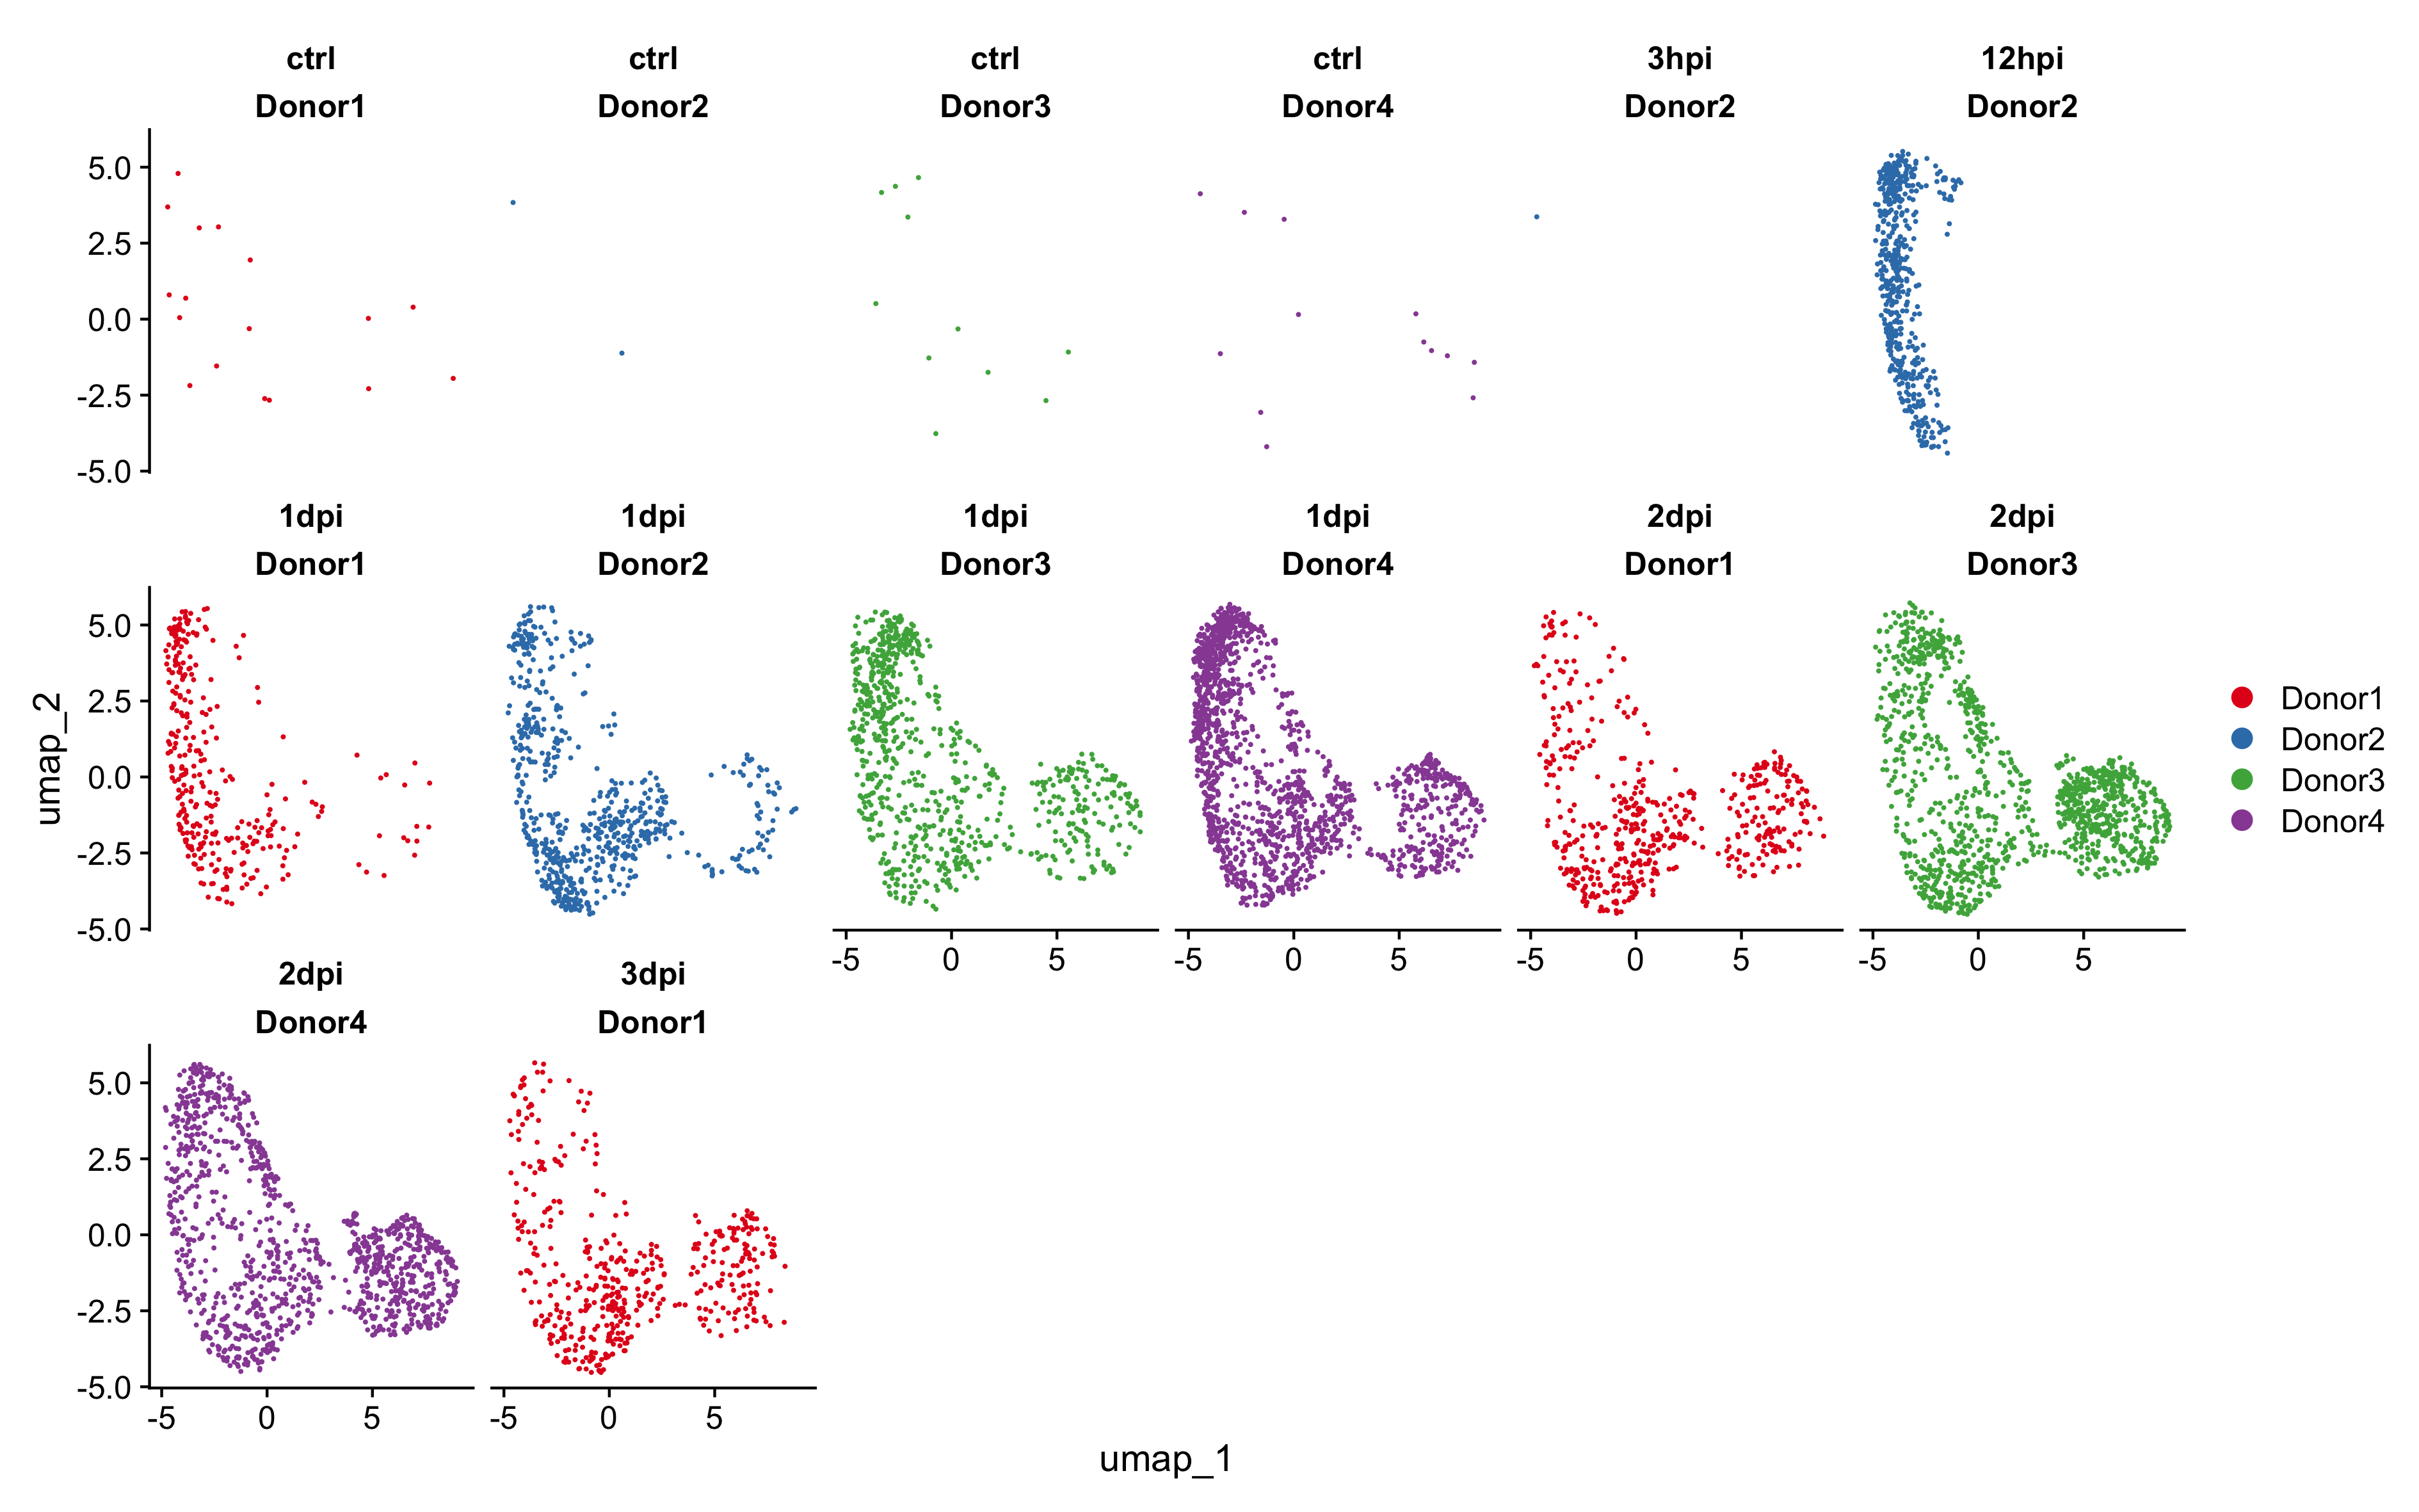 ctrl ctrl ctrl ctrl 3hpi 12hpi
Donor1 Donor2 Donor3 Donor4 Donor2 Donor2
5.0
2.5
0.0
-2.5
-5.0
1dpi 1dpi 1dpi 1dpi 2dpi 2dpi
Donor1 Donor2 Donor3 Donor4 Donor1 Donor3
5.0
2.5
0.0
-2.5
-5.0
-5 0 5 -5 0 5 -5 0 5 -5 0 5
2dpi 3dpi
Donor4 Donor1
5.0
2.5
0.0
-2.5
-5.0
-5 0 5 -5 0 5
umap_1
umap_2
Donor1
Donor2
Donor3
Donor4